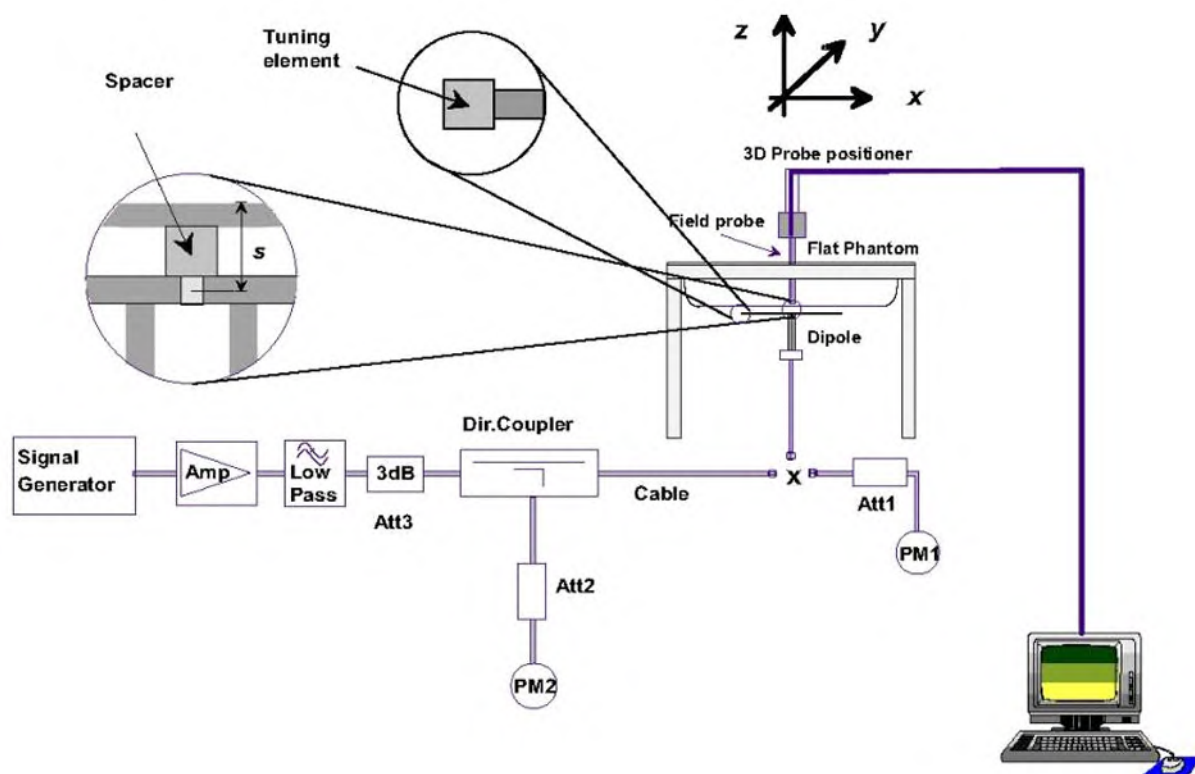 Tuning
element
Spacer
z
y
x
3D Probe positioner
Field probe
Flat Phantom
s
Dipole
Dir.Coupler
Signal
Generator
Amp
Low
Pass
3dB
Att3
Cable
x
Att1
PM1
Att2
PM2